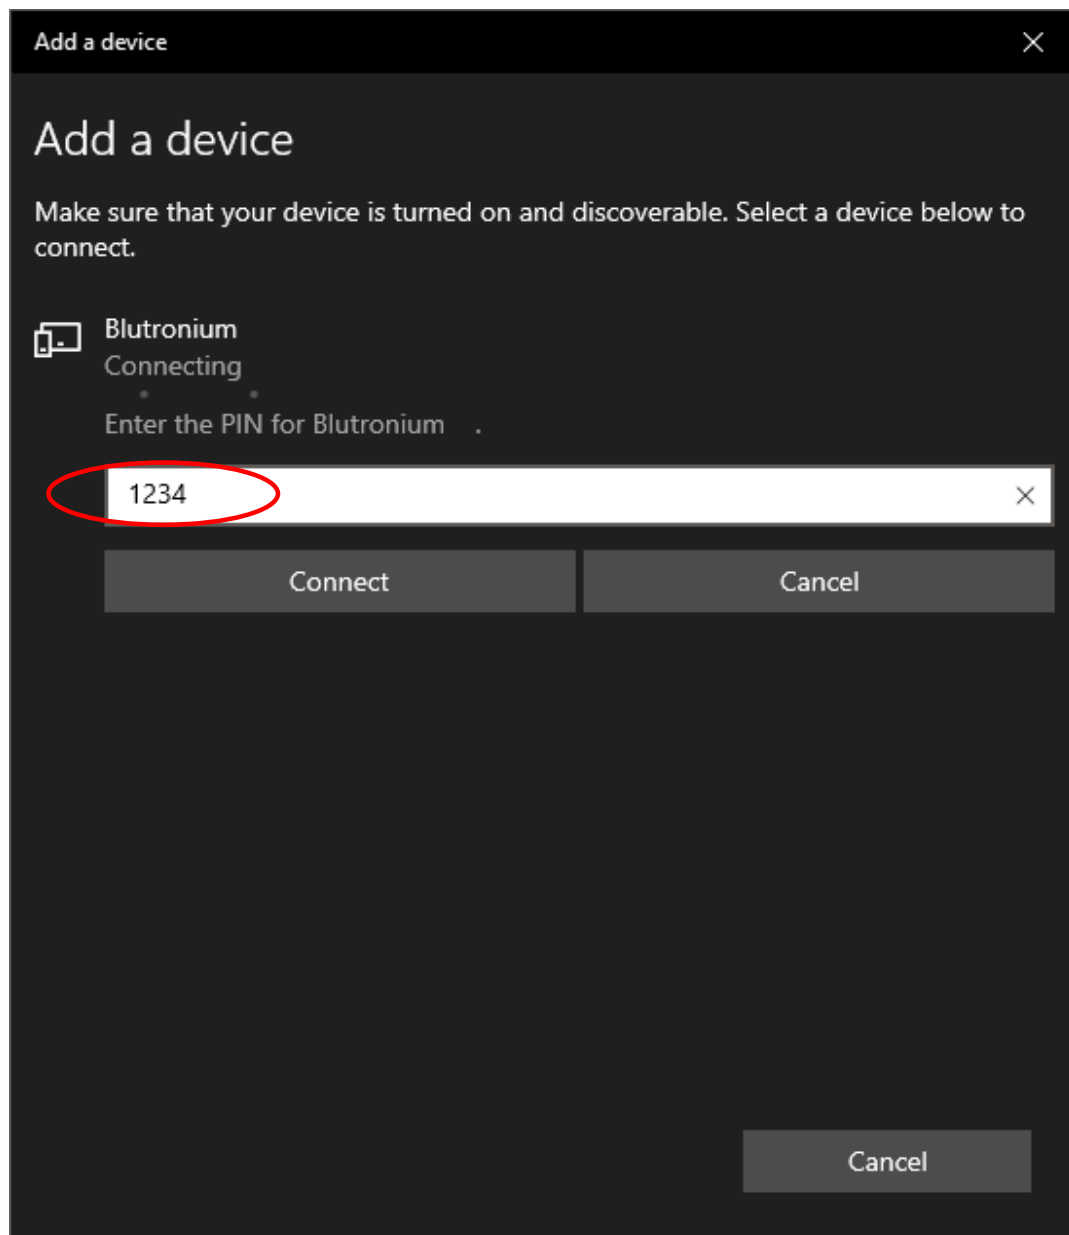 Add a device
Add a device
Make sure that your device is turned on and discoverable. Select a device below to
connect.
Blutronium
Connecting
Enter the PIN for Blutronium .
1234
Connect Cancel
Cancel